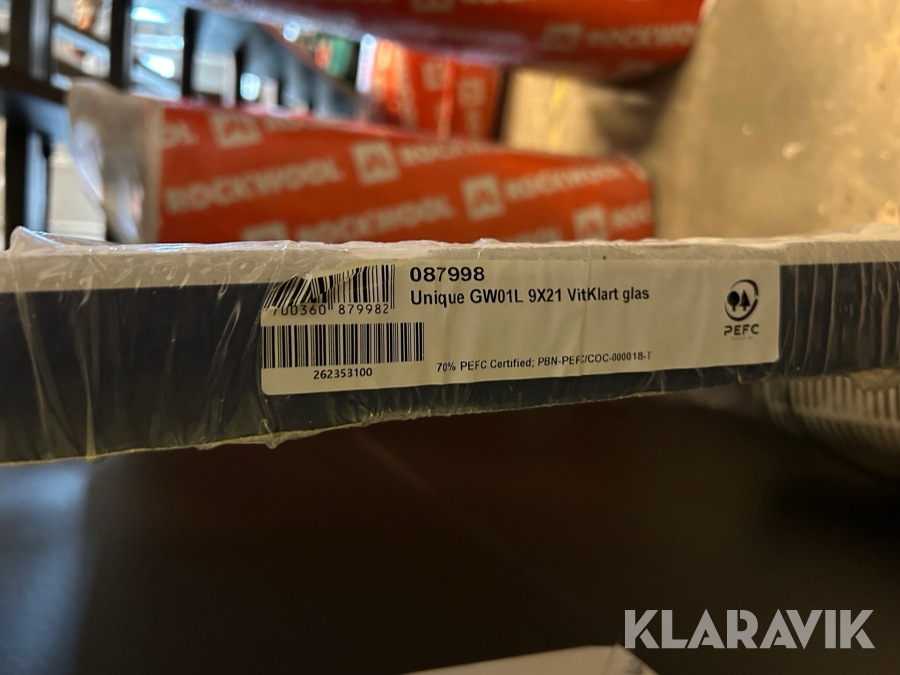 ROCKWOOL
ROCKWOOL
ROCKWOOL
ROCKWOOL
087998
Unique GW01L 9X21 VitKlart glas
700360 879982
PEFC
70% PEFC Certified; PBN-PEFC/COC-000018-T
262353100
KLARAVIK